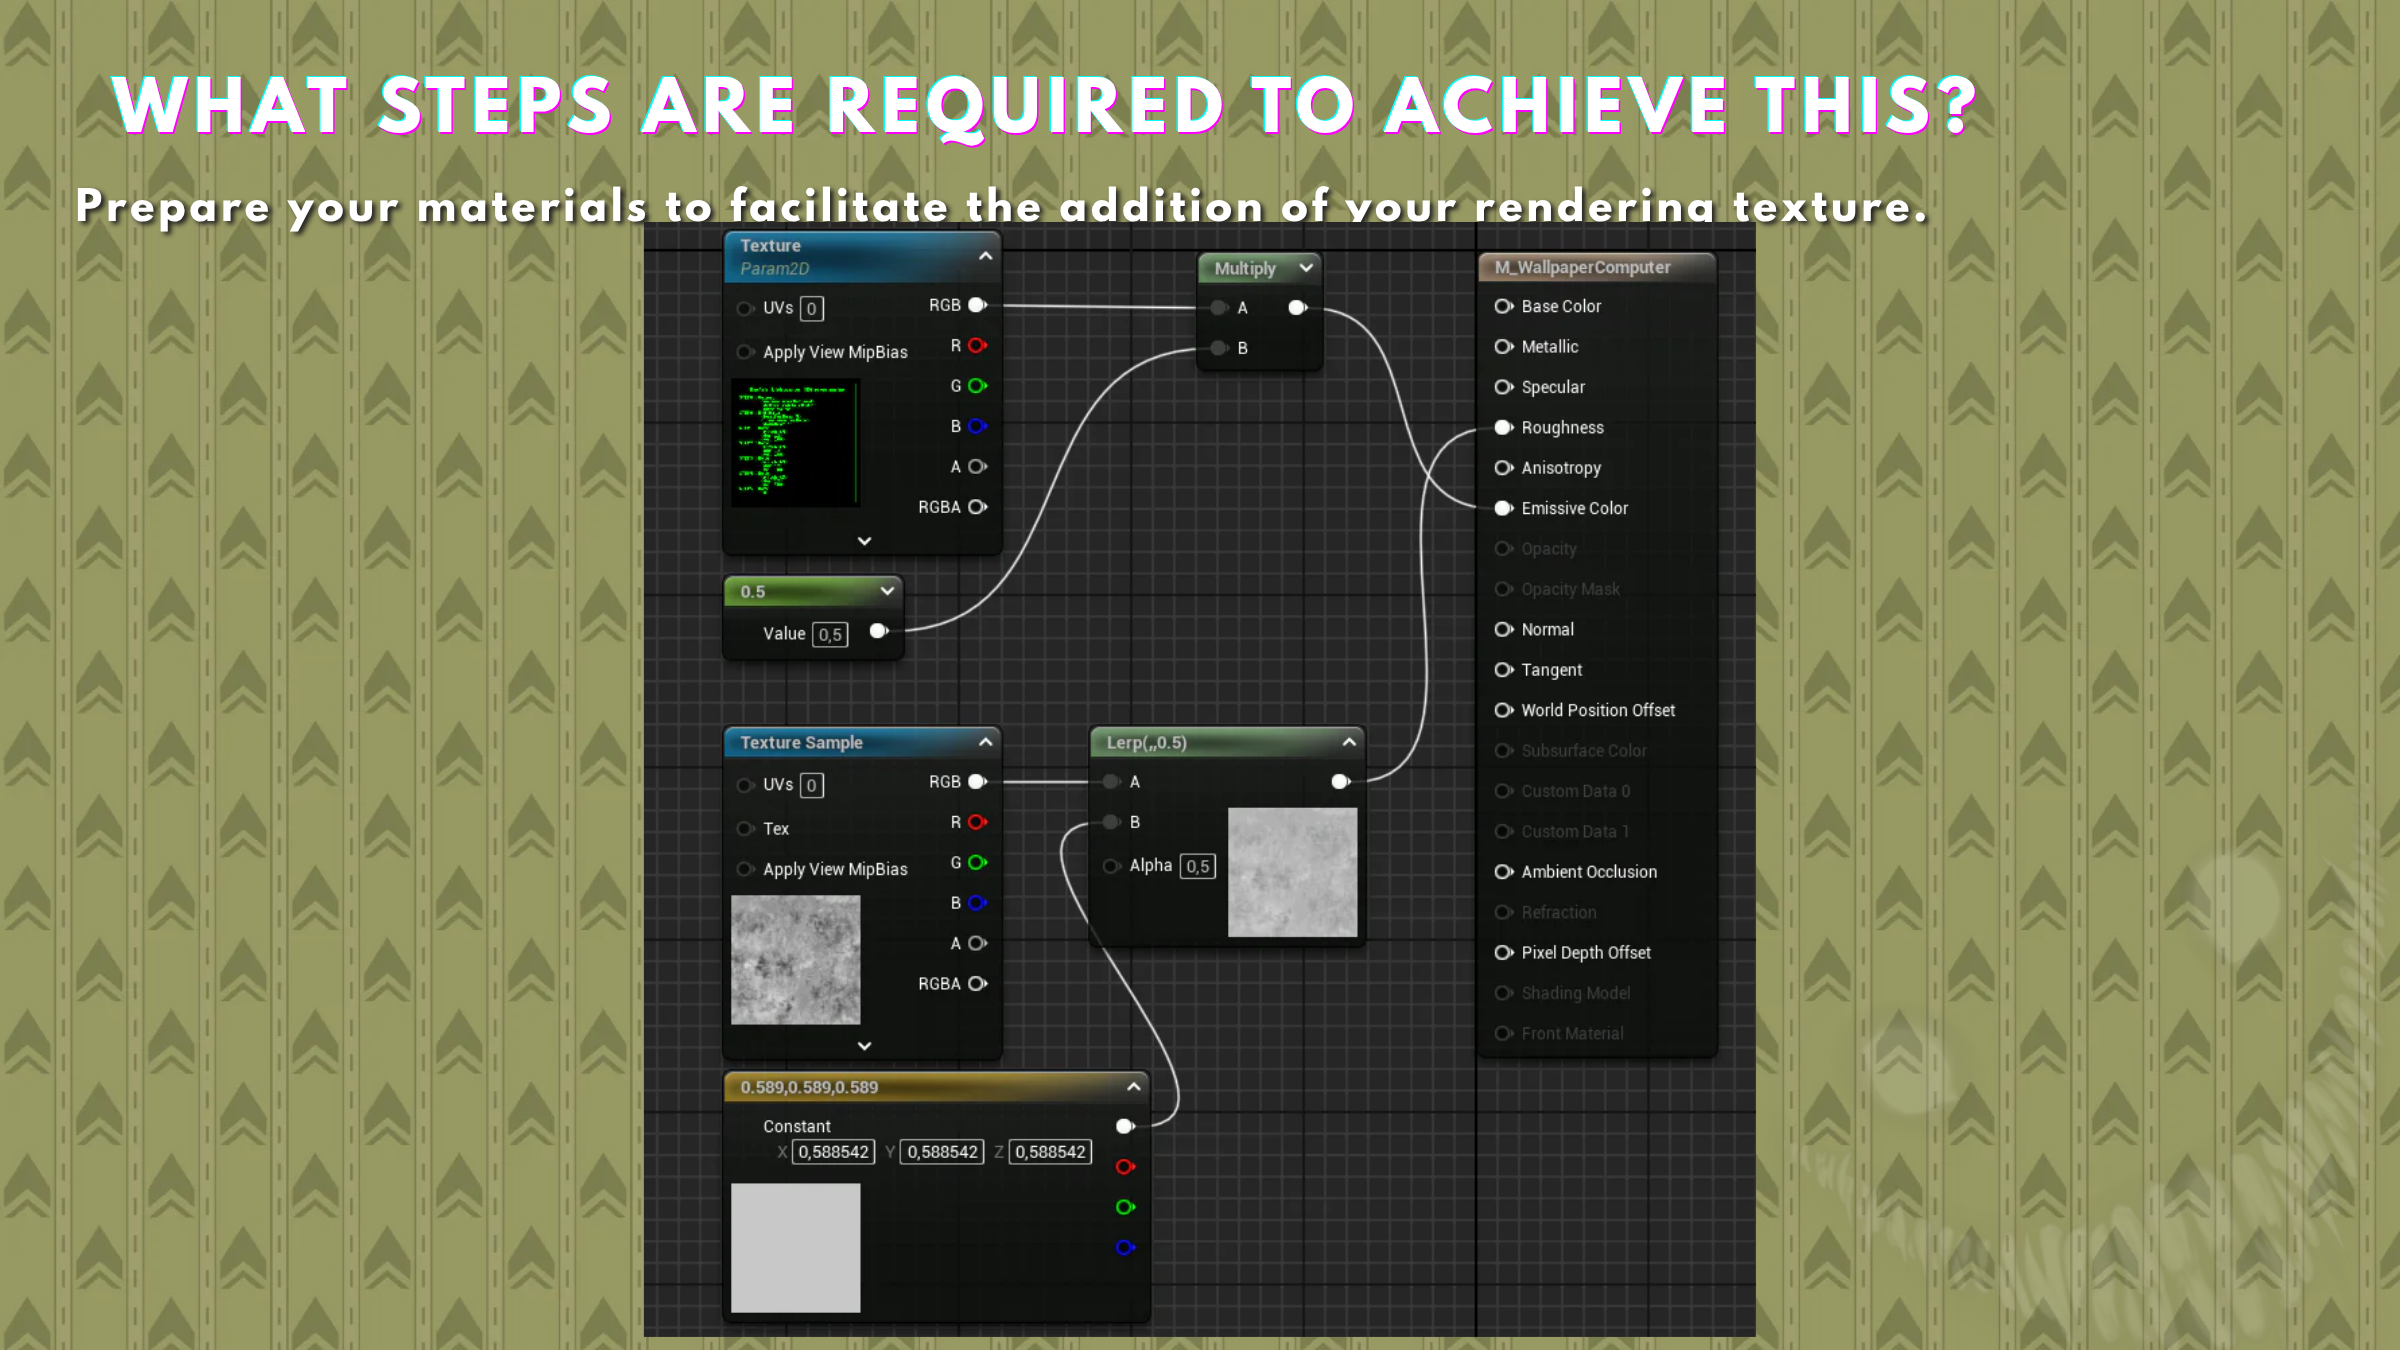 WHAT STEPS ARE REQUIRED TO ACHIEVE THIS?
Prepare your materials to facilitate the addition of your rendering texture.
Texture
Param2D
UVs 0
Apply View MipBias
RGB
R
G
B
A
RGBA
0.5
Value 0,5
Multiply
A
B
M_WallpaperComputer
Base Color
Metallic
Specular
Roughness
Anisotropy
Emissive Color
Opacity
Opacity Mask
Normal
Tangent
World Position Offset
Subsurface Color
Custom Data 0
Custom Data 1
Ambient Occlusion
Refraction
Pixel Depth Offset
Shading Model
Front Material
Texture Sample
UVs 0
Tex
Apply View MipBias
RGB
R
G
B
A
RGBA
Lerp(,,0.5)
A
B
Alpha 0,5
0.589,0.589,0.589
Constant
X 0,588542 Y 0,588542 Z 0,588542